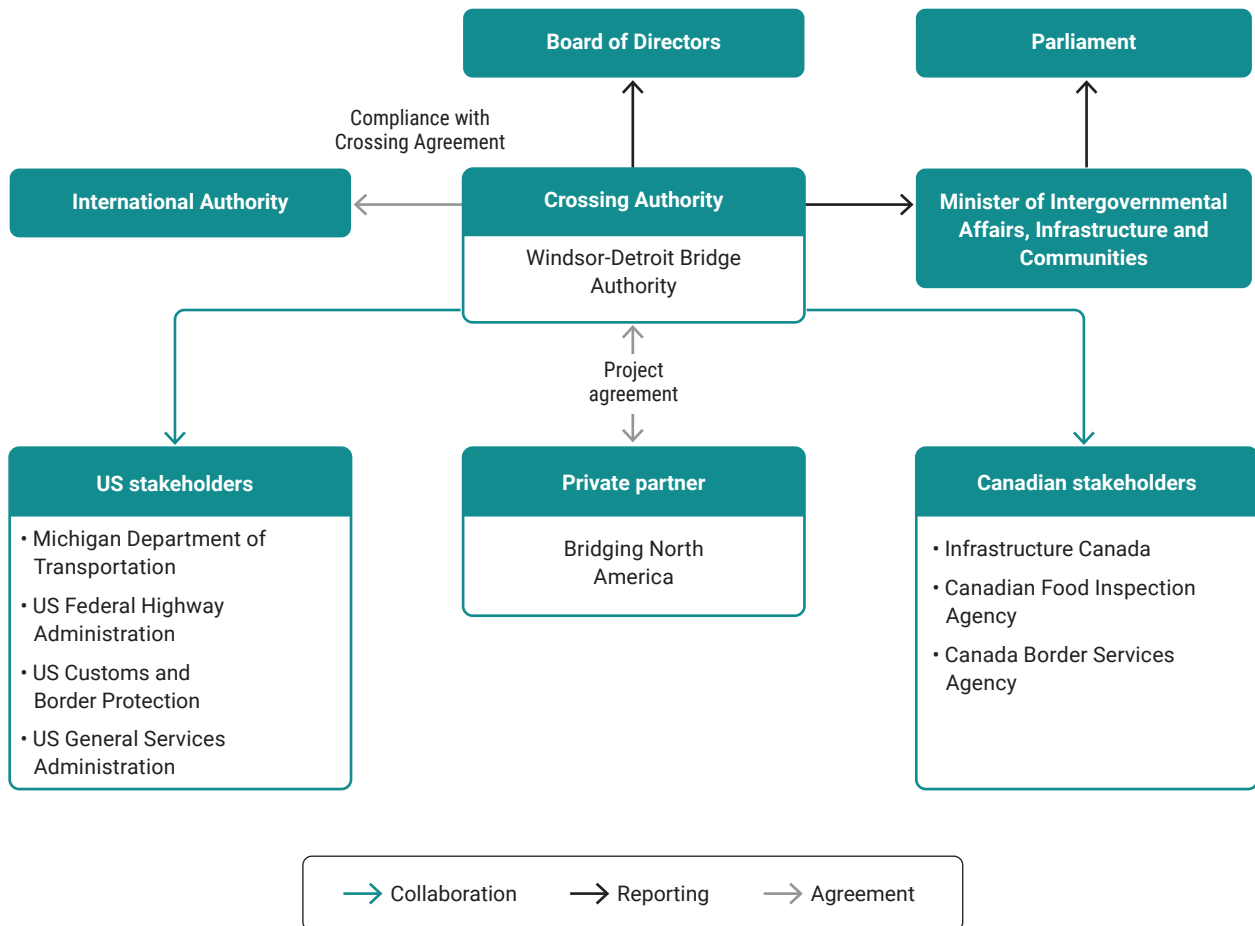 Board of Directors
Parliament
Compliance with
Crossing Agreement
International Authority
Crossing Authority
Windsor-Detroit Bridge
Authority
Minister of Intergovernmental
Affairs, Infrastructure and
Communities
Project
agreement
US stakeholders
• Michigan Department of
Transportation
• US Federal Highway
Administration
• US Customs and
Border Protection
• US General Services
Administration
Private partner
Bridging North
America
Canadian stakeholders
• Infrastructure Canada
• Canadian Food Inspection
Agency
• Canada Border Services
Agency
Collaboration
Reporting
Agreement